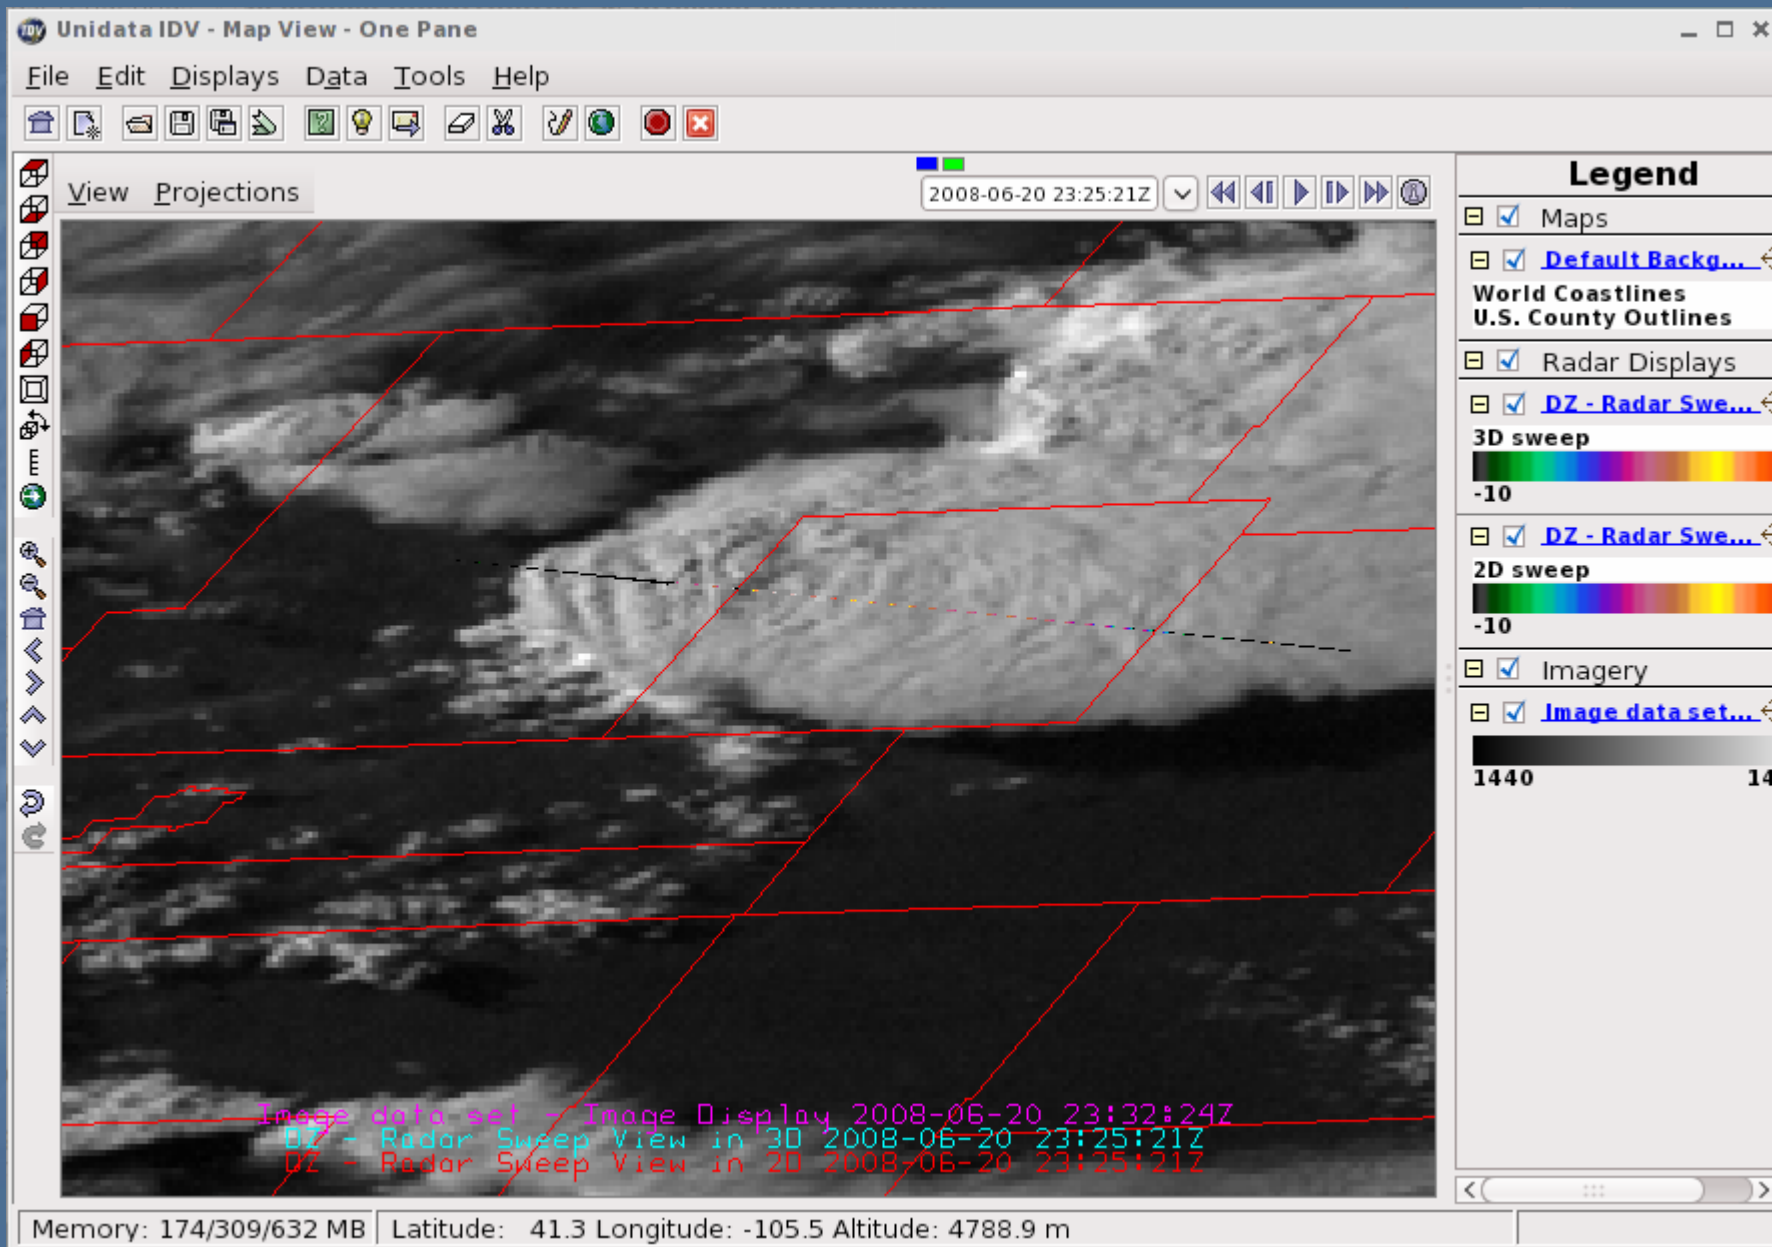 Unidata IDV - Map View - One Pane
File Edit Displays Data Tools Help
View Projections
2008-06-20 23:25:21Z
Legend
Maps
Default Backg...
World Coastlines
U.S. County Outlines
Radar Displays
DZ - Radar Swe...
3D sweep
-10
DZ - Radar Swe...
2D sweep
-10
Imagery
Image data set...
1440 14
Image data set - Image Display 2008-06-20 23:32:24Z
DZ - Radar Sweep View in 3D 2008-06-20 23:25:21Z
DZ - Radar Sweep View in 2D 2008-06-20 23:25:21Z
Memory: 174/309/632 MB Latitude: 41.3 Longitude: -105.5 Altitude: 4788.9 m